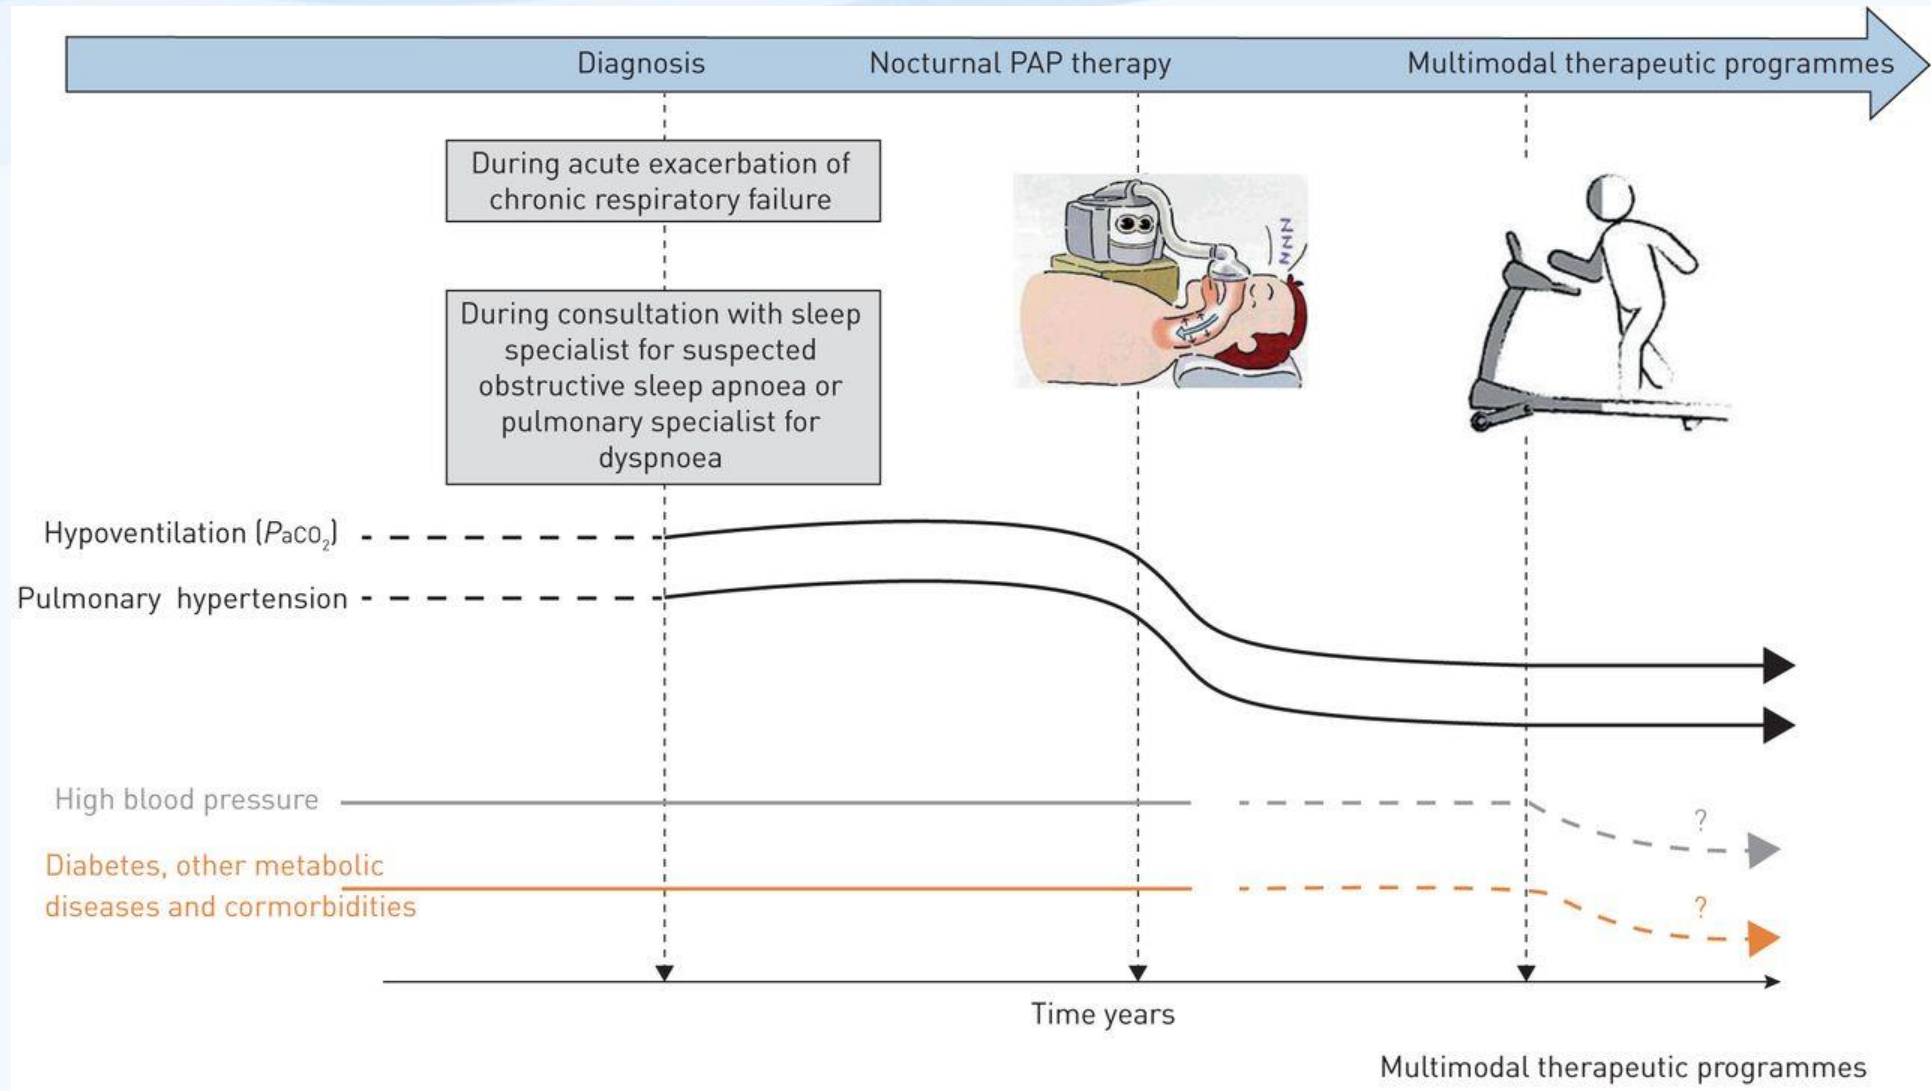 Diagnosis
Nocturnal PAP therapy
Multimodal therapeutic programmes
During acute exacerbation of
chronic respiratory failure
During consultation with sleep
specialist for suspected
obstructive sleep apnoea or
pulmonary specialist for
dyspnoea
NNN
Hypoventilation (PaCO₂)
Pulmonary hypertension
High blood pressure
?
Diabetes, other metabolic
diseases and cormorbidities
?
Time years
Multimodal therapeutic programmes